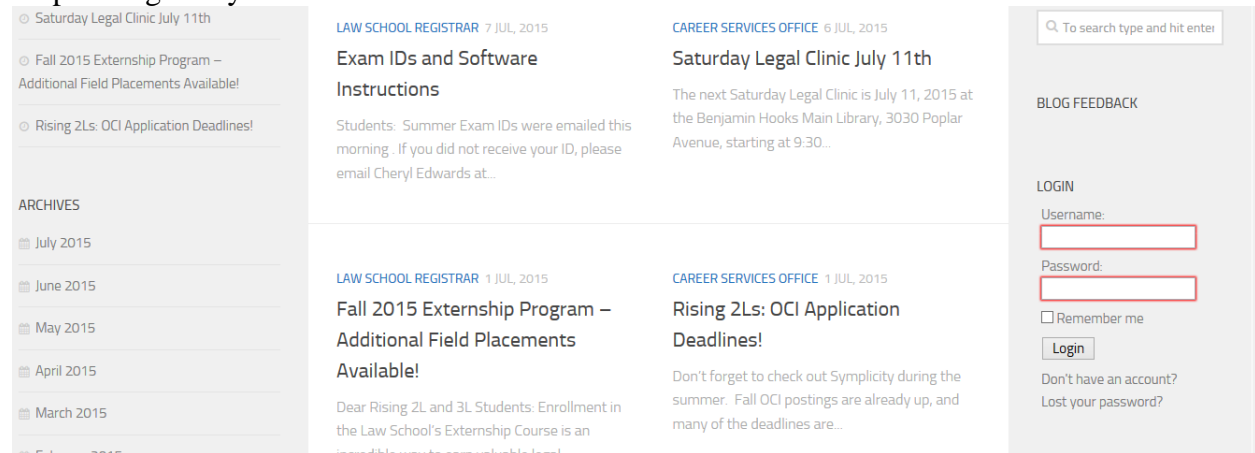 Saturday Legal Clinic July 11th
Fall 2015 Externship Program –
Additional Field Placements Available!
Rising 2Ls: OCI Application Deadlines!
ARCHIVES
July 2015
June 2015
May 2015
April 2015
March 2015
LAW SCHOOL REGISTRAR 7 JUL, 2015
Exam IDs and Software
Instructions
Students: Summer Exam IDs were emailed this
morning . If you did not receive your ID, please
email Cheryl Edwards at...
CAREER SERVICES OFFICE 6 JUL, 2015
Saturday Legal Clinic July 11th
The next Saturday Legal Clinic is July 11, 2015 at
the Benjamin Hooks Main Library, 3030 Poplar
Avenue, starting at 9:30...
LAW SCHOOL REGISTRAR 1 JUL, 2015
Fall 2015 Externship Program –
Additional Field Placements
Available!
Dear Rising 2L and 3L Students: Enrollment in
the Law School's Externship Course is an
CAREER SERVICES OFFICE 1 JUL, 2015
Rising 2Ls: OCI Application
Deadlines!
Don't forget to check out Symplicity during the
summer. Fall OCI postings are already up, and
many of the deadlines are...
To search type and hit enter
BLOG FEEDBACK
LOGIN
Username:
Password:
Remember me
Login
Don't have an account?
Lost your password?